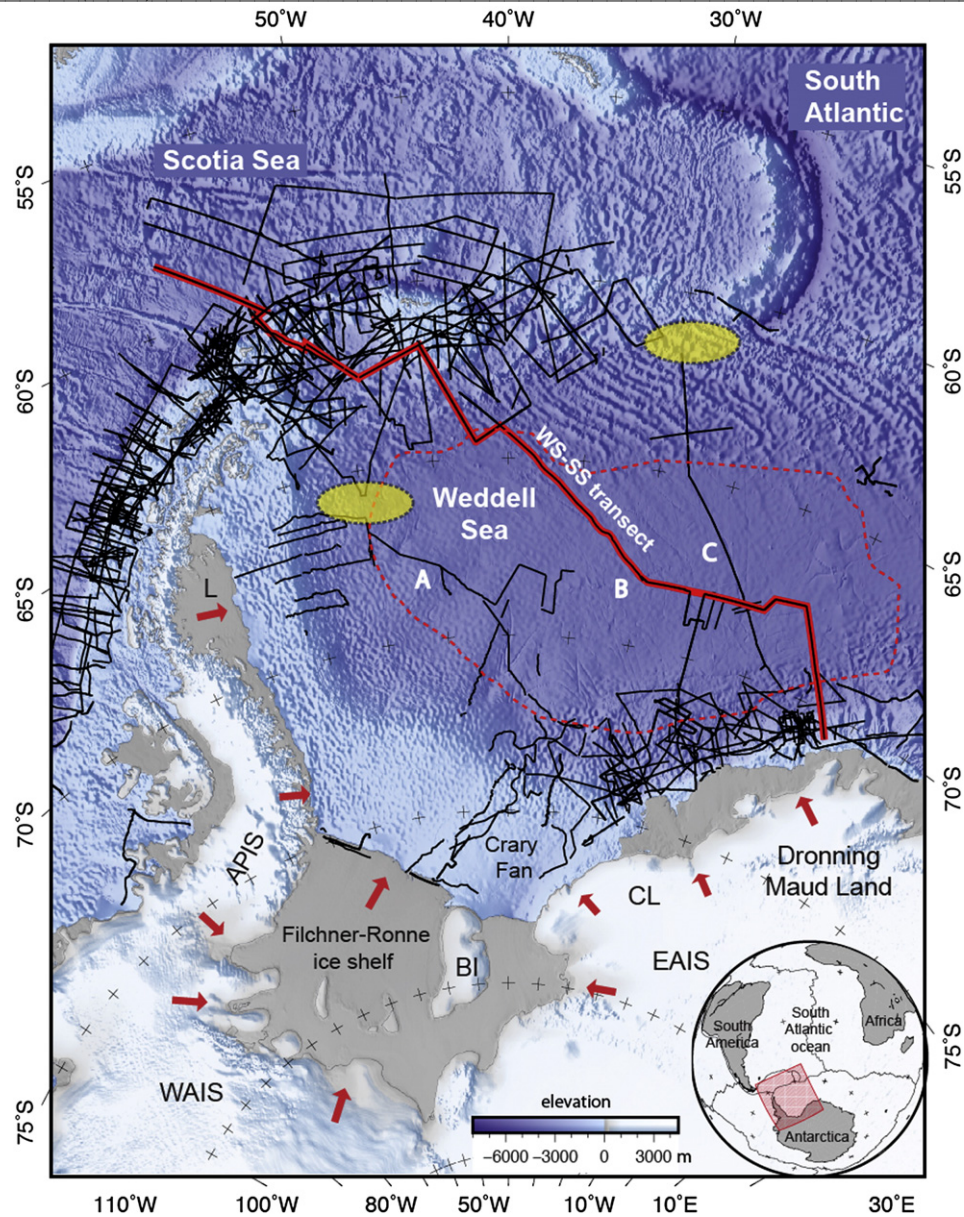 50°W 40°W 30°W
South
Atlantic
Scotia Sea
55°S 55°S
60°S 60°S
WS-SS transect
Weddell
Sea
C
A
B
65°S 65°S
L
70°S 70°S
Crary
Fan
APIS
Dronning
Maud Land
CL
Filchner-Ronne
ice shelf
BI
EAIS
South
America
South
Atlantic
ocean
Africa
Antarctica
WAIS
75°S 75°S
elevation
−6000 −3000 0 3000 m
110°W 100°W 80°W 50°W 10°W 10°E 30°E